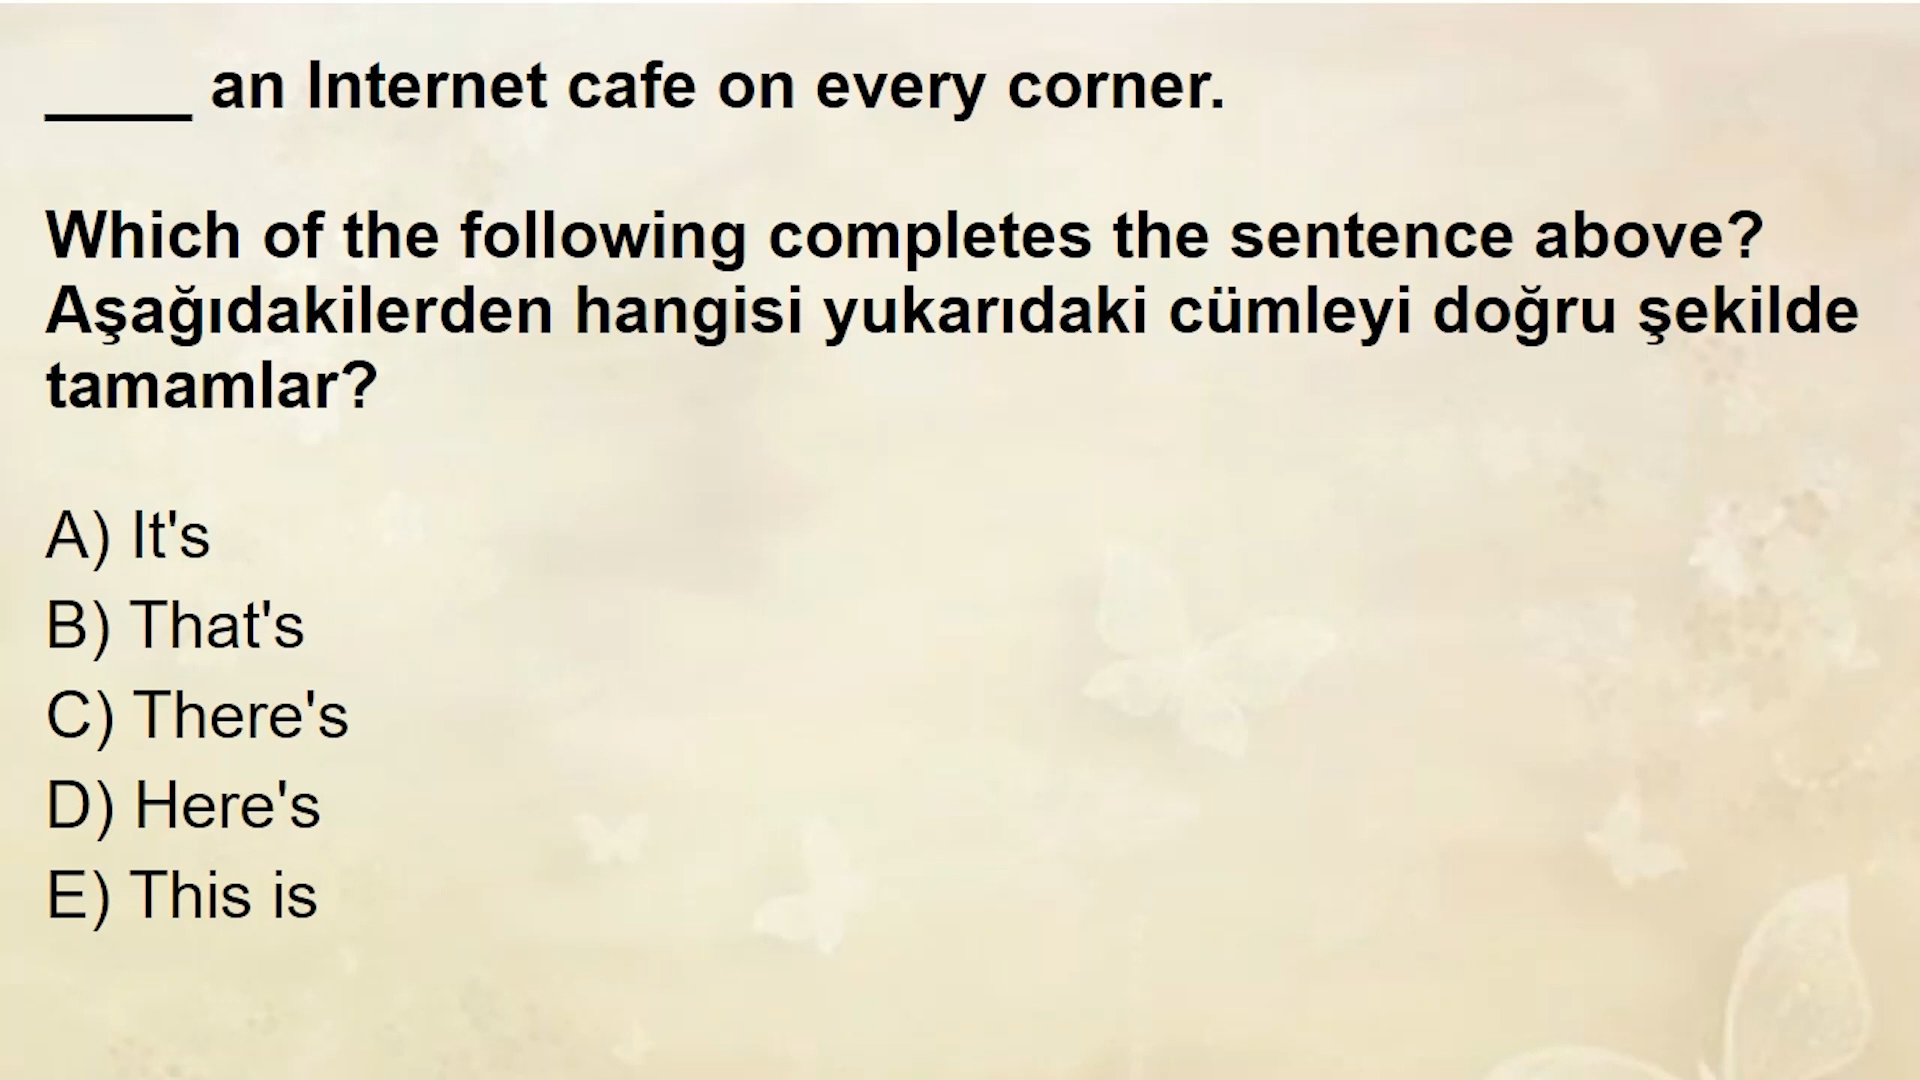 ____ an Internet cafe on every corner.
Which of the following completes the sentence above?
Aşağıdakilerden hangisi yukarıdaki cümleyi doğru şekilde
tamamlar?
A) It's
B) That's
C) There's
D) Here's
E) This is